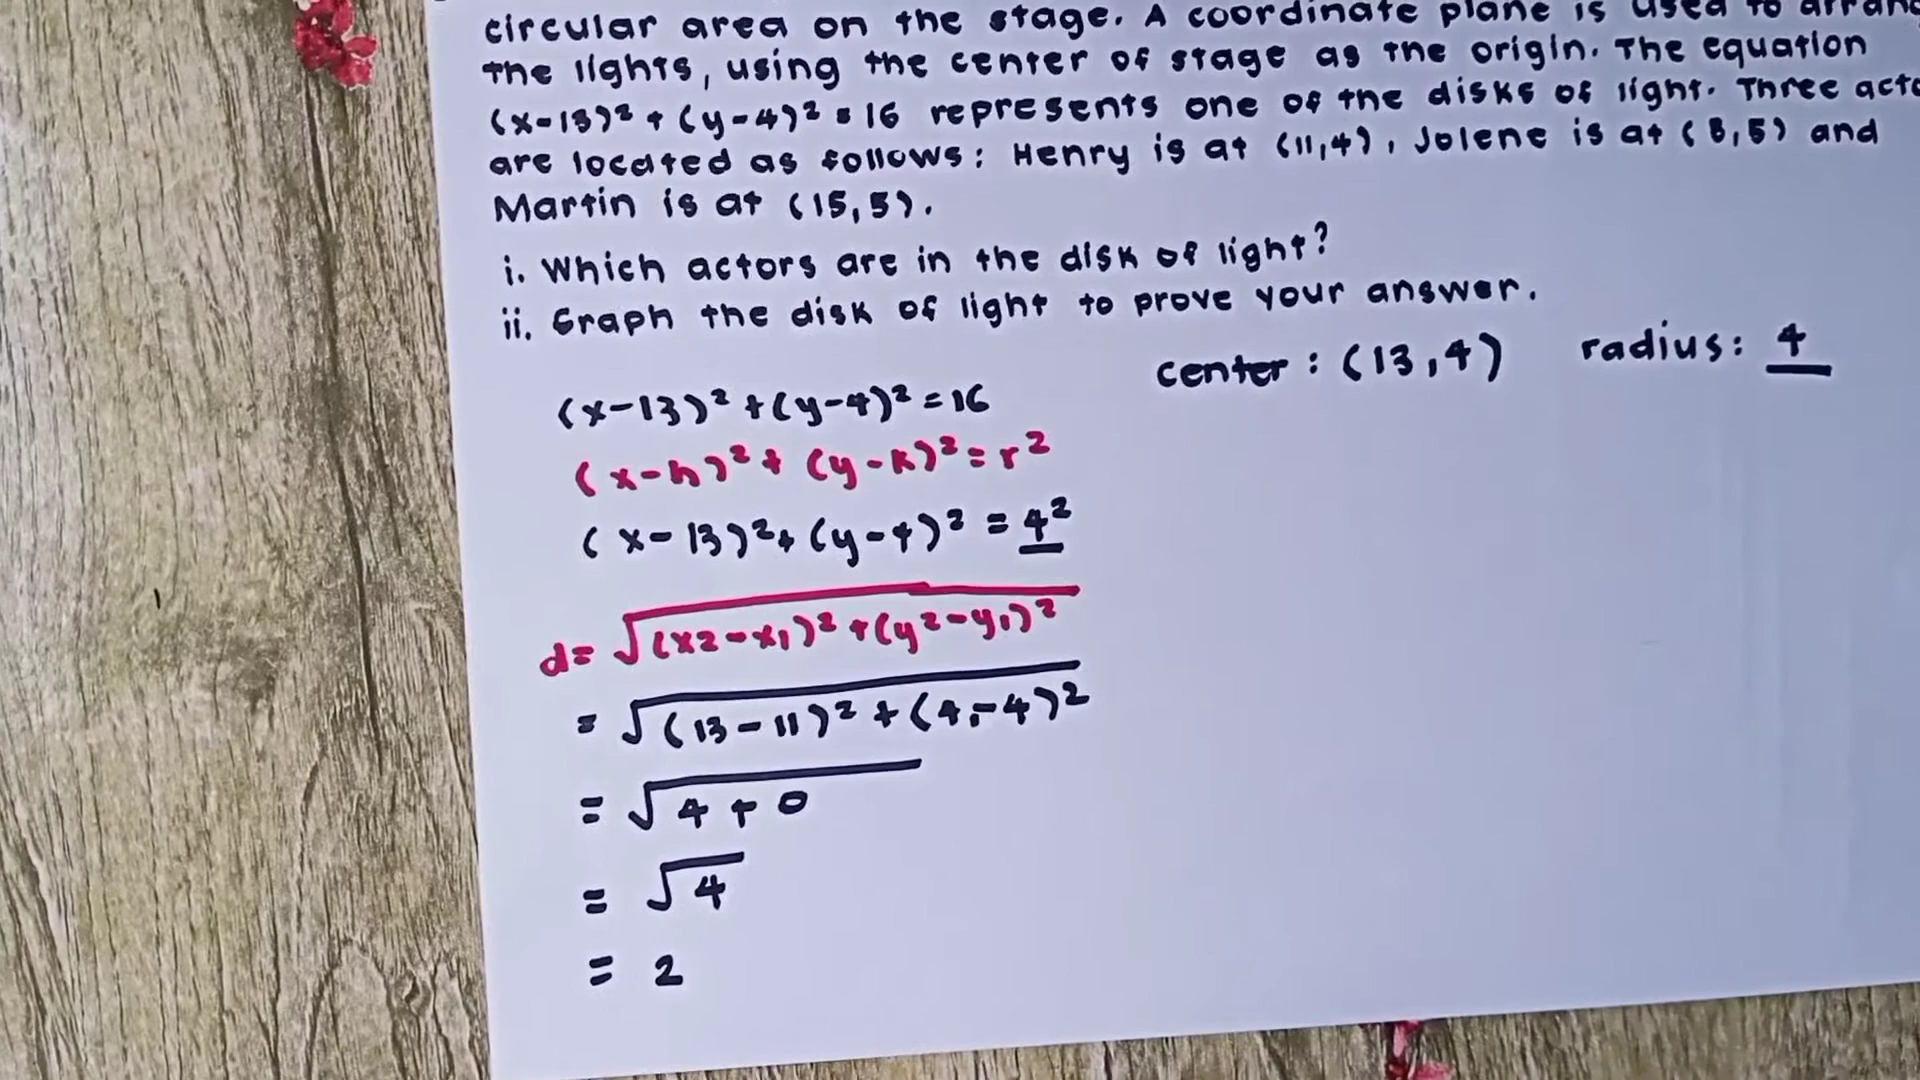 circular area on the stage. A coordinate plane is used to
the lights, using the center of stage as the origin. The equation
(x-13)² + (y-4)² = 16 represents one of the disks of light. Three
are located as follows: Henry is at (11,4), Jolene is at (8,5) and
Martin is at (15,5).
i. Which actors are in the disk of light?
ii. Graph the disk of light to prove your answer.
center: (13,4) radius: 4
(x-13)² + (y-4)² = 16
(x-h)² + (y-k)² = r²
(x-13)² + (y-4)² = 4²
d= √(x2-x₁)² + (y2-y₁)²
= √(13-11)² + (4-4)²
= √4+0
= √4
= 2